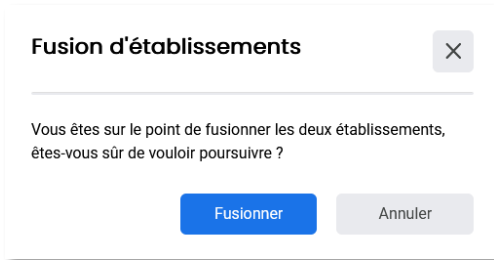 Fusion d'établissements
Vous êtes sur le point de fusionner les deux établissements,
êtes-vous sûr de vouloir poursuivre ?
Fusionner
Annuler